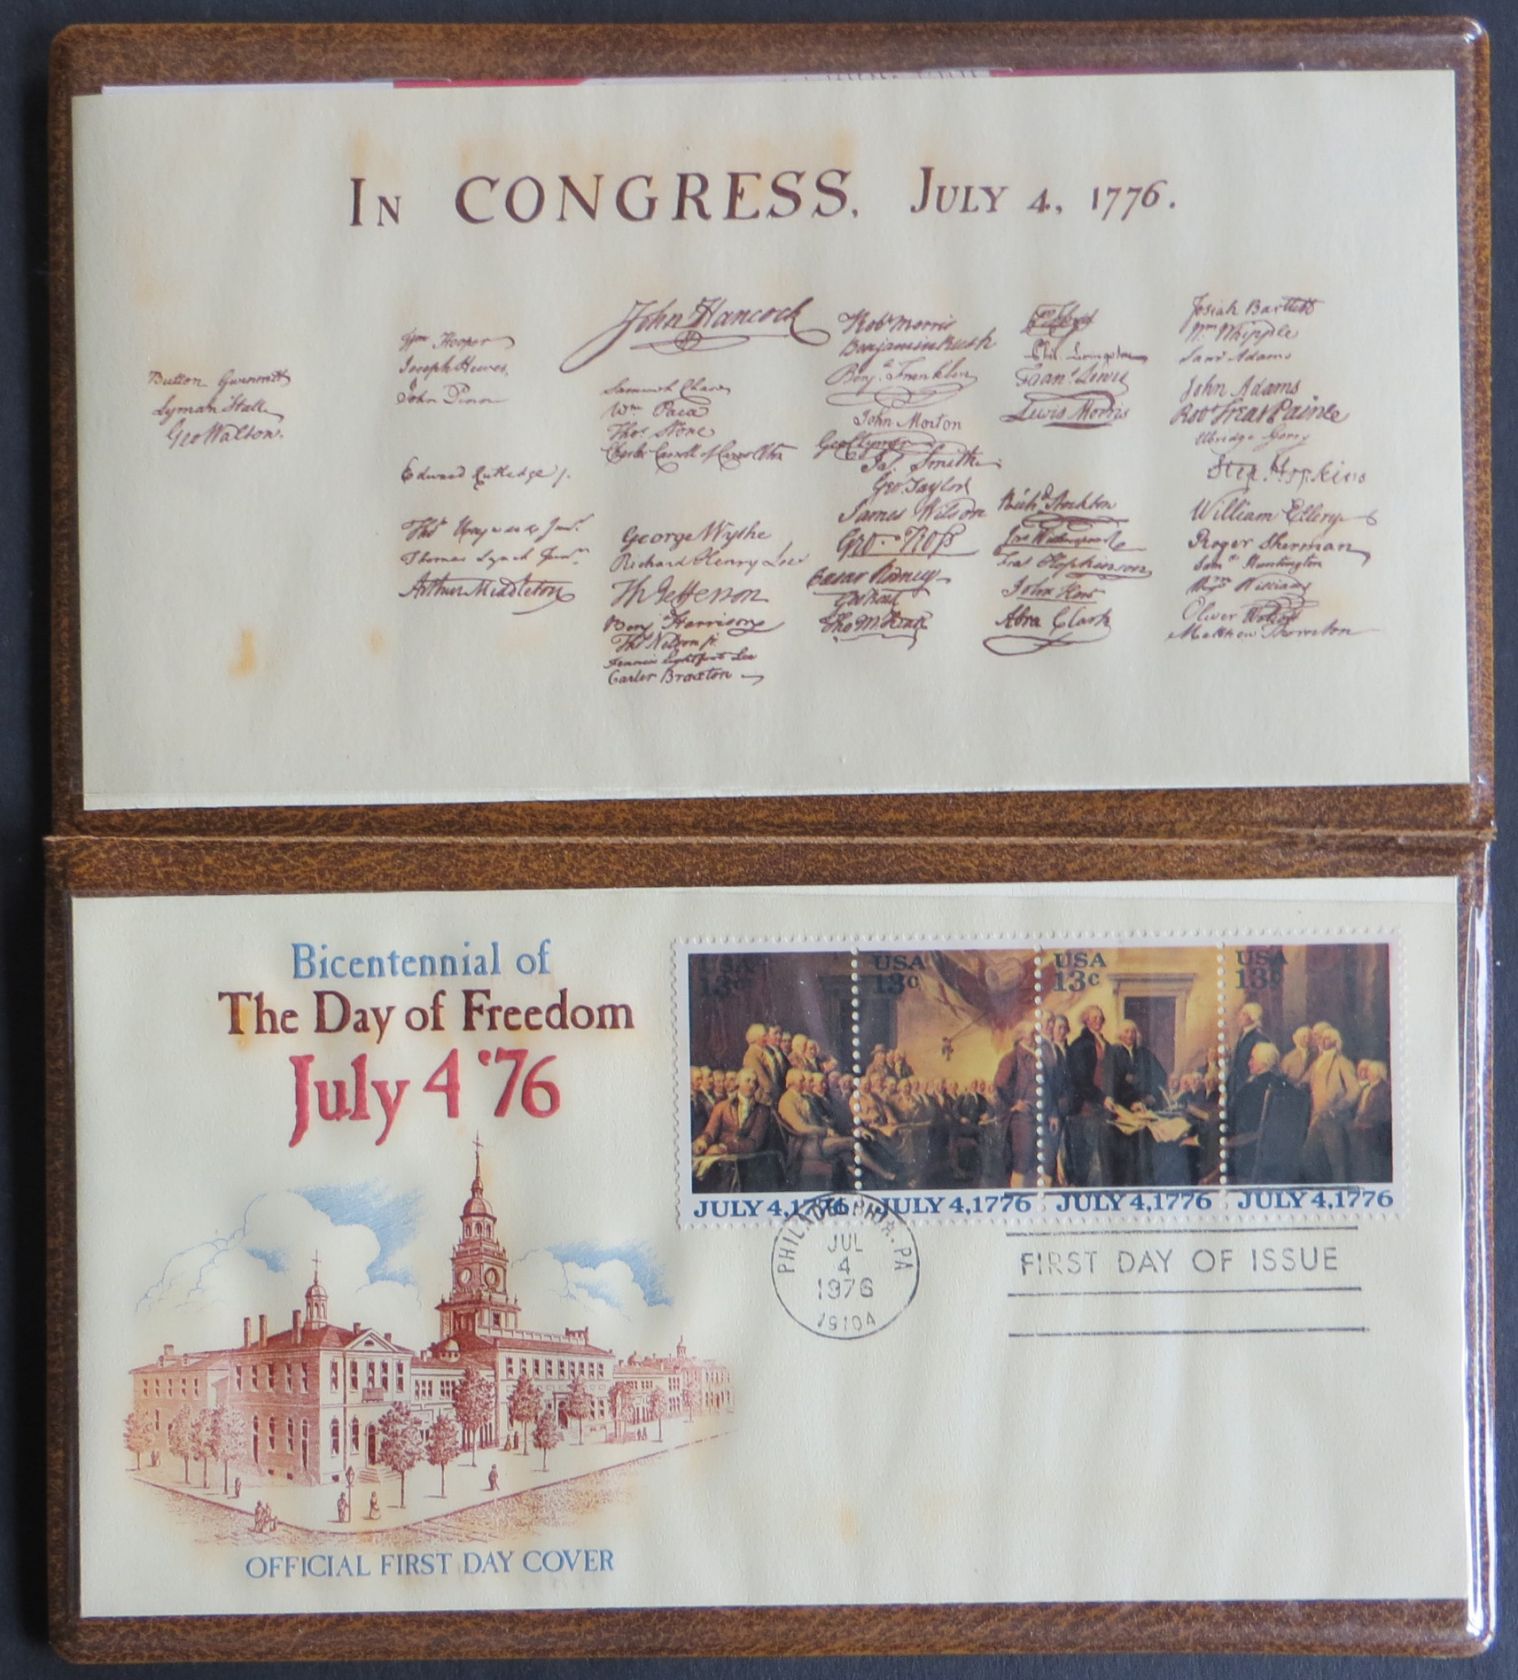 In CONGRESS, July 4, 1776.
Button Gwinnett
Lyman Hall
Geo Walton.
Wm Hooper
Joseph Hewes,
John Penn
Edward Rutledge /.
Thos Heyward Junr.
Thomas Lynch Junr.
Arthur Middleton
John Hancock
Samuel Chase
Wm Paca
Thos Stone
Charles Carroll of Carrollton
George Wythe
Richard Henry Lee
Th Jefferson
Benj Harrison
Thos Nelson jr.
Francis Lightfoot Lee
Carter Braxton
Robt Morris
Benjamin Rush
Benja Franklin
John Morton
Geo Clymer
Jas. Smith
Geo. Taylor
James Wilson
Geo. Ross
Caesar Rodney
Geo Read
Tho M:Kean
Phil. Livingston
Frans. Lewis
Lewis Morris
Richd Stockton
Jno Witherspoon
Fras Hopkinson
John Hart
Abra Clark
Josiah Bartlett
Wm Whipple
Saml Adams
John Adams
Robt Treat Paine
Elbridge Gerry
Step. Hopkins
William Ellery
Roger Sherman
Samel Huntington
Wm Williams
Oliver Wolcott
Matthew Thornton
Bicentennial of
The Day of Freedom
July 4 '76
OFFICIAL FIRST DAY COVER
USA
13c
USA
13c
USA
13c
USA
13c
JULY 4,1776
JULY 4,1776
JULY 4,1776
JULY 4,1776
PHILADELPHIA, PA
JUL
4
1976
19104
FIRST DAY OF ISSUE